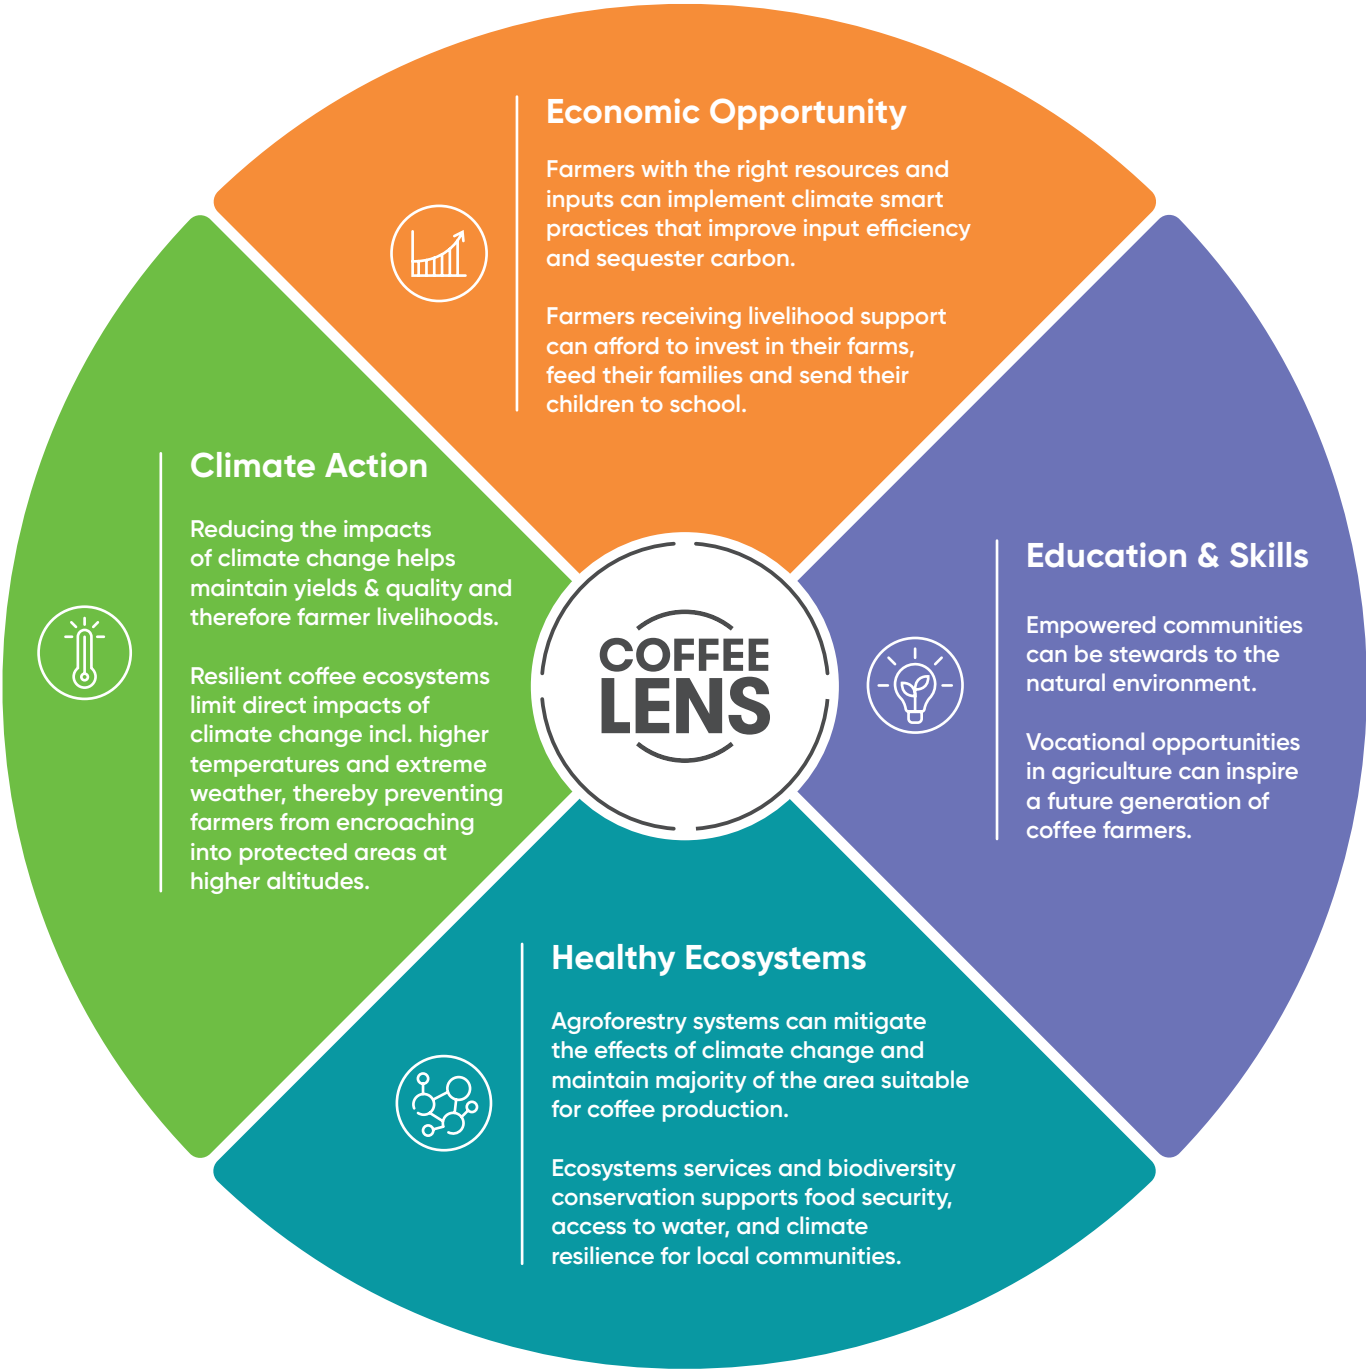 Economic Opportunity
Farmers with the right resources and
inputs can implement climate smart
practices that improve input efficiency
and sequester carbon.
Farmers receiving livelihood support
can afford to invest in their farms,
feed their families and send their
children to school.
Climate Action
Reducing the impacts
of climate change helps
maintain yields & quality and
therefore farmer livelihoods.
Resilient coffee ecosystems
limit direct impacts of
climate change incl. higher
temperatures and extreme
weather, thereby preventing
farmers from encroaching
into protected areas at
higher altitudes.
COFFEE
LENS
Education & Skills
Empowered communities
can be stewards to the
natural environment.
Vocational opportunities
in agriculture can inspire
a future generation of
coffee farmers.
Healthy Ecosystems
Agroforestry systems can mitigate
the effects of climate change and
maintain majority of the area suitable
for coffee production.
Ecosystems services and biodiversity
conservation supports food security,
access to water, and climate
resilience for local communities.